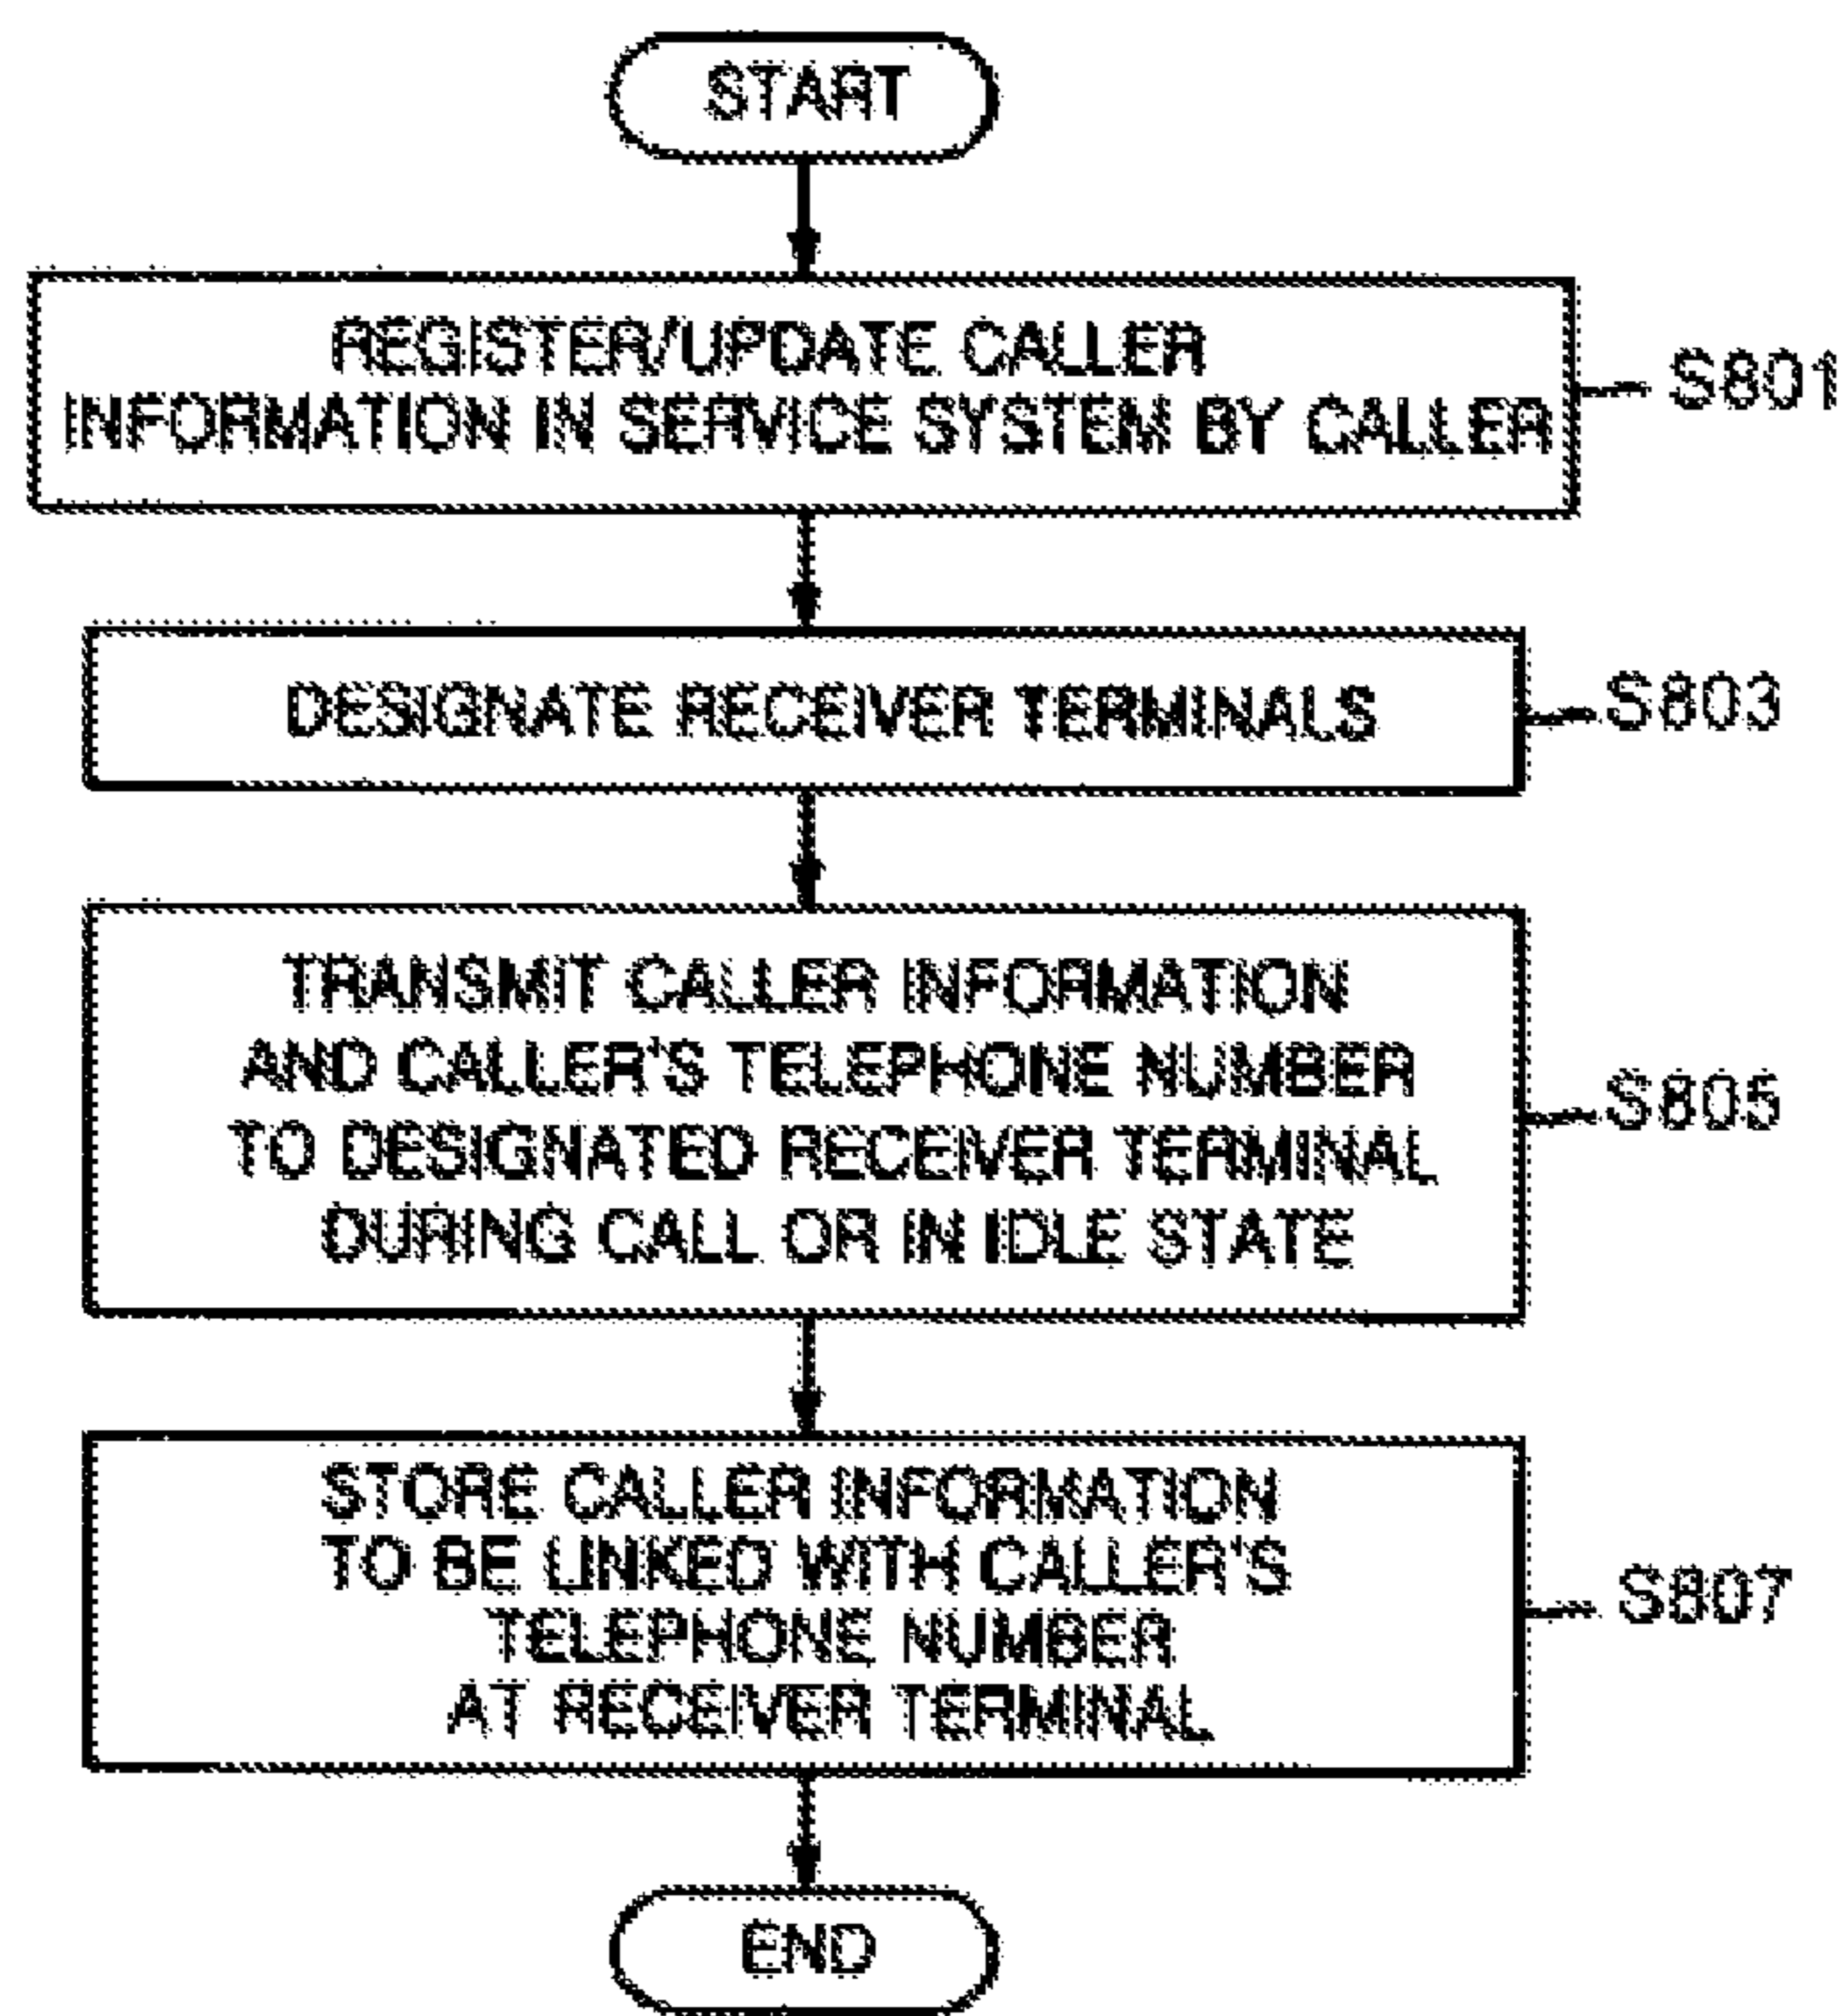 START
REGISTER/UPDATE CALLER
INFORMATION IN SERVICE SYSTEM BY CALLER
S801
DESIGNATE RECEIVER TERMINALS
S803
TRANSMIT CALLER INFORMATION
AND CALLER'S TELEPHONE NUMBER
TO DESIGNATED RECEIVER TERMINAL
DURING CALL OR IN IDLE STATE
S805
STORE CALLER INFORMATION
TO BE LINKED WITH CALLER'S
TELEPHONE NUMBER
AT RECEIVER TERMINAL
S807
END